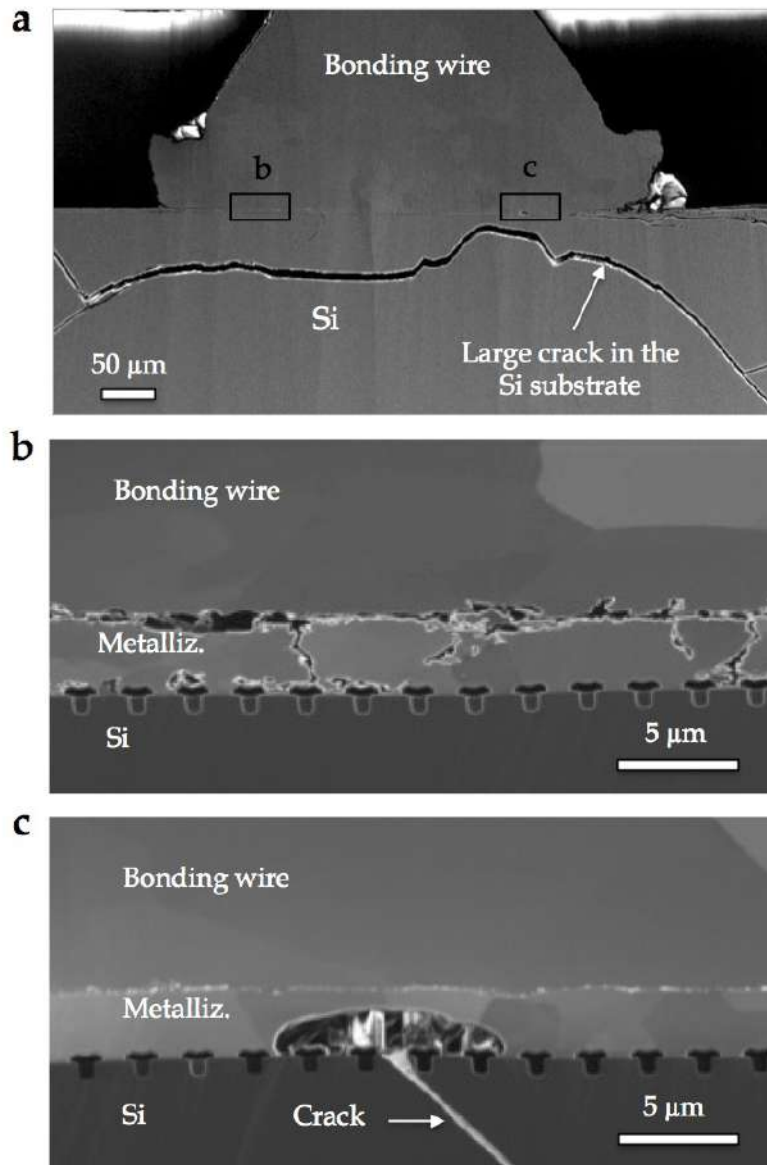 a
Bonding wire
b
c
Si
Large crack in the
Si substrate
50 µm
b
Bonding wire
Metalliz.
Si
5 µm
c
Bonding wire
Metalliz.
Si
Crack
5 µm